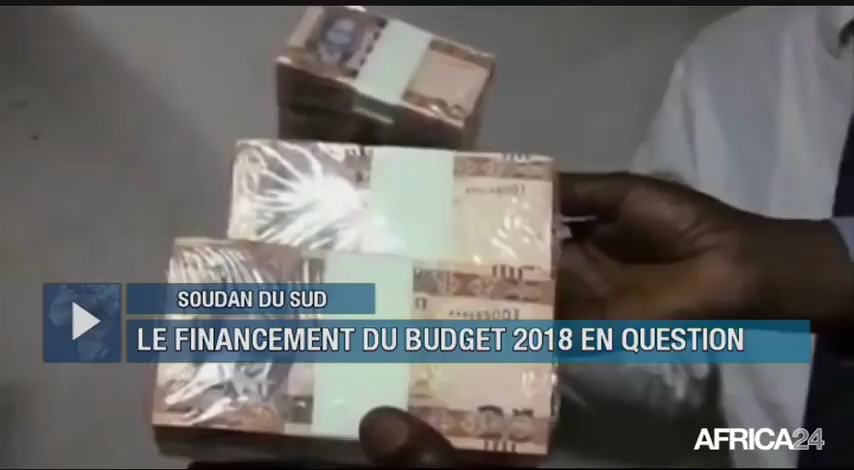 SOUDAN DU SUD
LE FINANCEMENT DU BUDGET 2018 EN QUESTION
AFRICA24